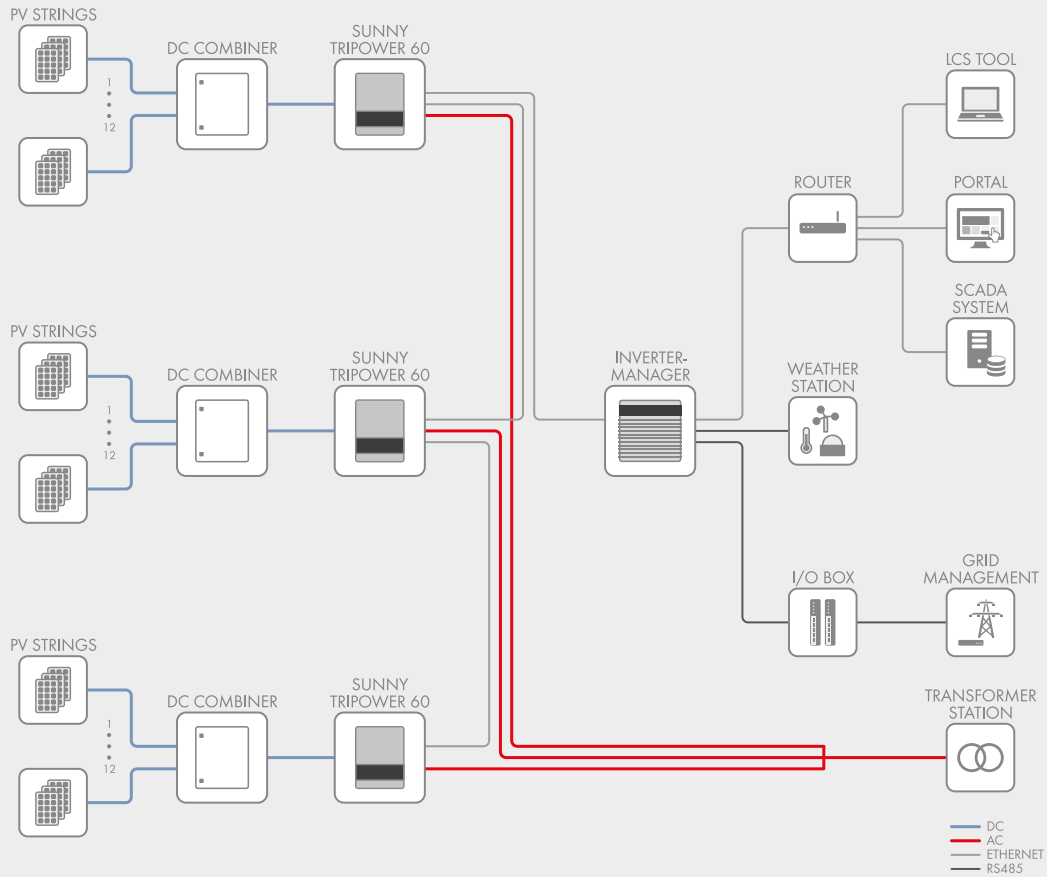 PV STRINGS
DC COMBINER
SUNNY
TRIPOWER 60
1
12
LCS TOOL
ROUTER
PORTAL
SCADA
SYSTEM
PV STRINGS
DC COMBINER
SUNNY
TRIPOWER 60
1
12
INVERTER-
MANAGER
WEATHER
STATION
I/O BOX
GRID
MANAGEMENT
PV STRINGS
DC COMBINER
SUNNY
TRIPOWER 60
1
12
TRANSFORMER
STATION
DC
AC
ETHERNET
RS485